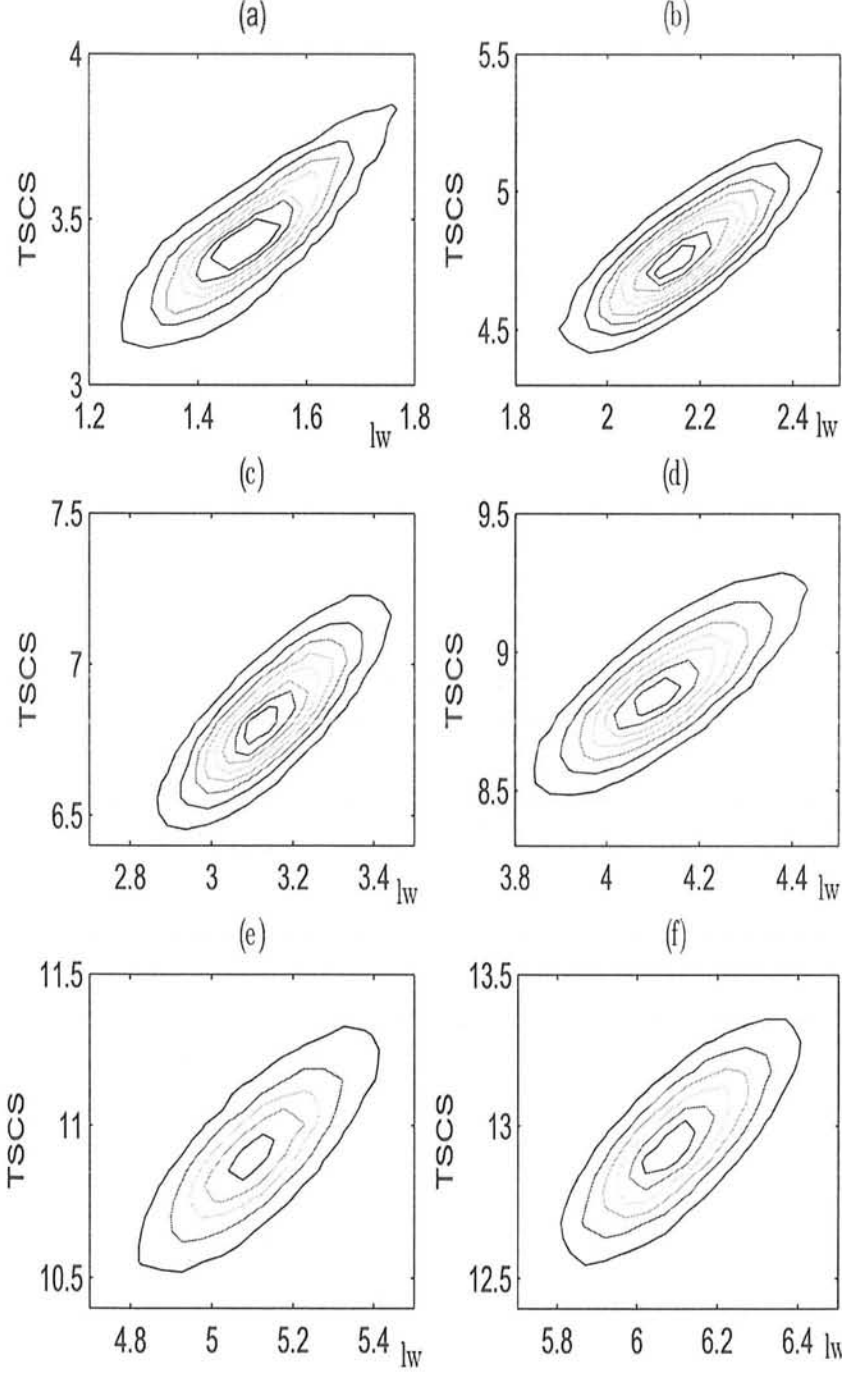 (a) (b)
4 5.5
TSCS TSCS
3.5 5
4.5
3
1.2 1.4 1.6 1.8 1.8 2 2.2 2.4
lw lw
(c) (d)
7.5 9.5
TSCS TSCS
7 9
6.5 8.5
2.8 3 3.2 3.4 lw 3.8 4 4.2 4.4 lw
(e) (f)
11.5 13.5
TSCS TSCS
11 13
10.5 12.5
4.8 5 5.2 5.4 lw 5.8 6 6.2 6.4 lw